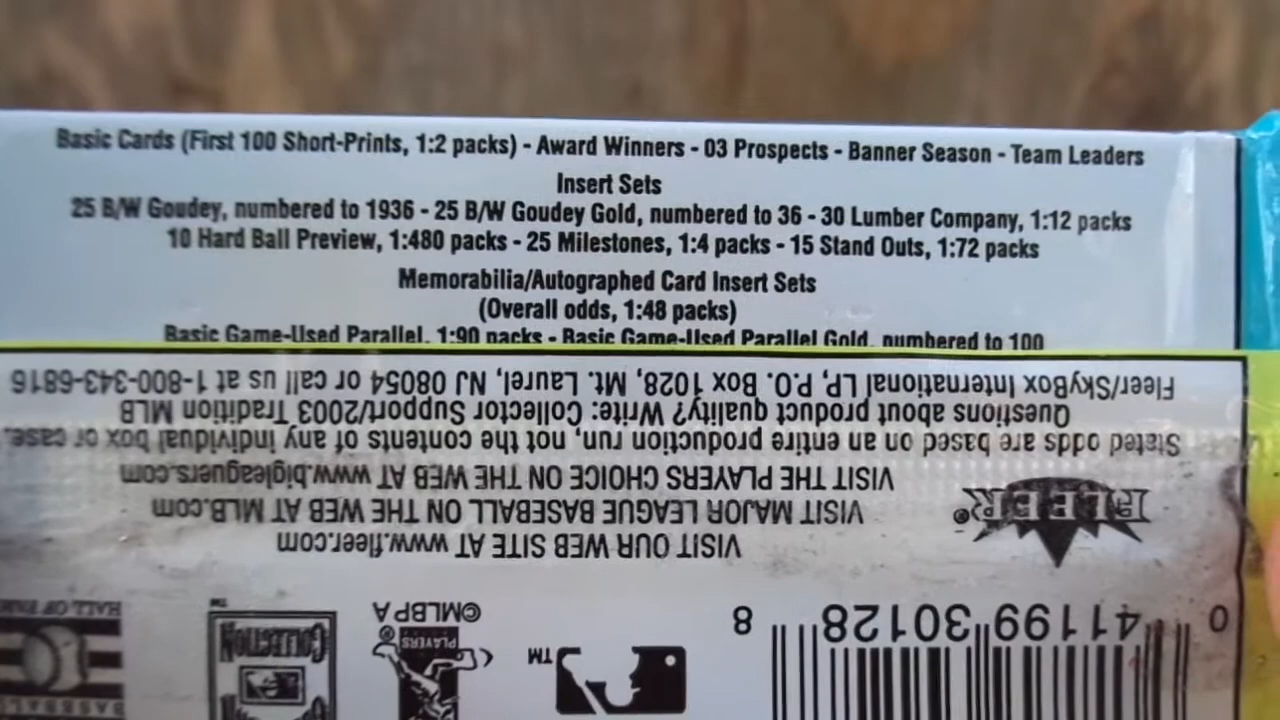 Basic Cards (First 100 Short-Prints, 1:2 packs) - Award Winners - 03 Prospects - Banner Season - Team Leaders
Insert Sets
25 B/W Goudey, numbered to 1936 - 25 B/W Goudey Gold, numbered to 36 - 30 Lumber Company, 1:12 packs
10 Hard Ball Preview, 1:480 packs - 25 Milestones, 1:4 packs - 15 Stand Outs, 1:72 packs
Memorabilia/Autographed Card Insert Sets
(Overall odds, 1:48 packs)
Basic Game-Used Parallel, 1:90 packs - Basic Game-Used Parallel Gold, numbered to 100
0 41199 30128 8
©MLBPA
PLAYERS
TM
COLLECTION
TM
BASEBALL
HALL OF FAME
VISIT OUR WEB SITE AT www.fleer.com
VISIT MAJOR LEAGUE BASEBALL ON THE WEB AT MLB.com
VISIT THE PLAYERS CHOICE ON THE WEB AT www.bigleaguers.com
FLEER®
Stated odds are based on an entire production run, not the contents of any individual box or case.
Questions about product quality? Write: Collector Support/2003 Tradition MLB
Fleer/SkyBox International LP, P.O. Box 1028, Mt. Laurel, NJ 08054 or call us at 1-800-343-6816